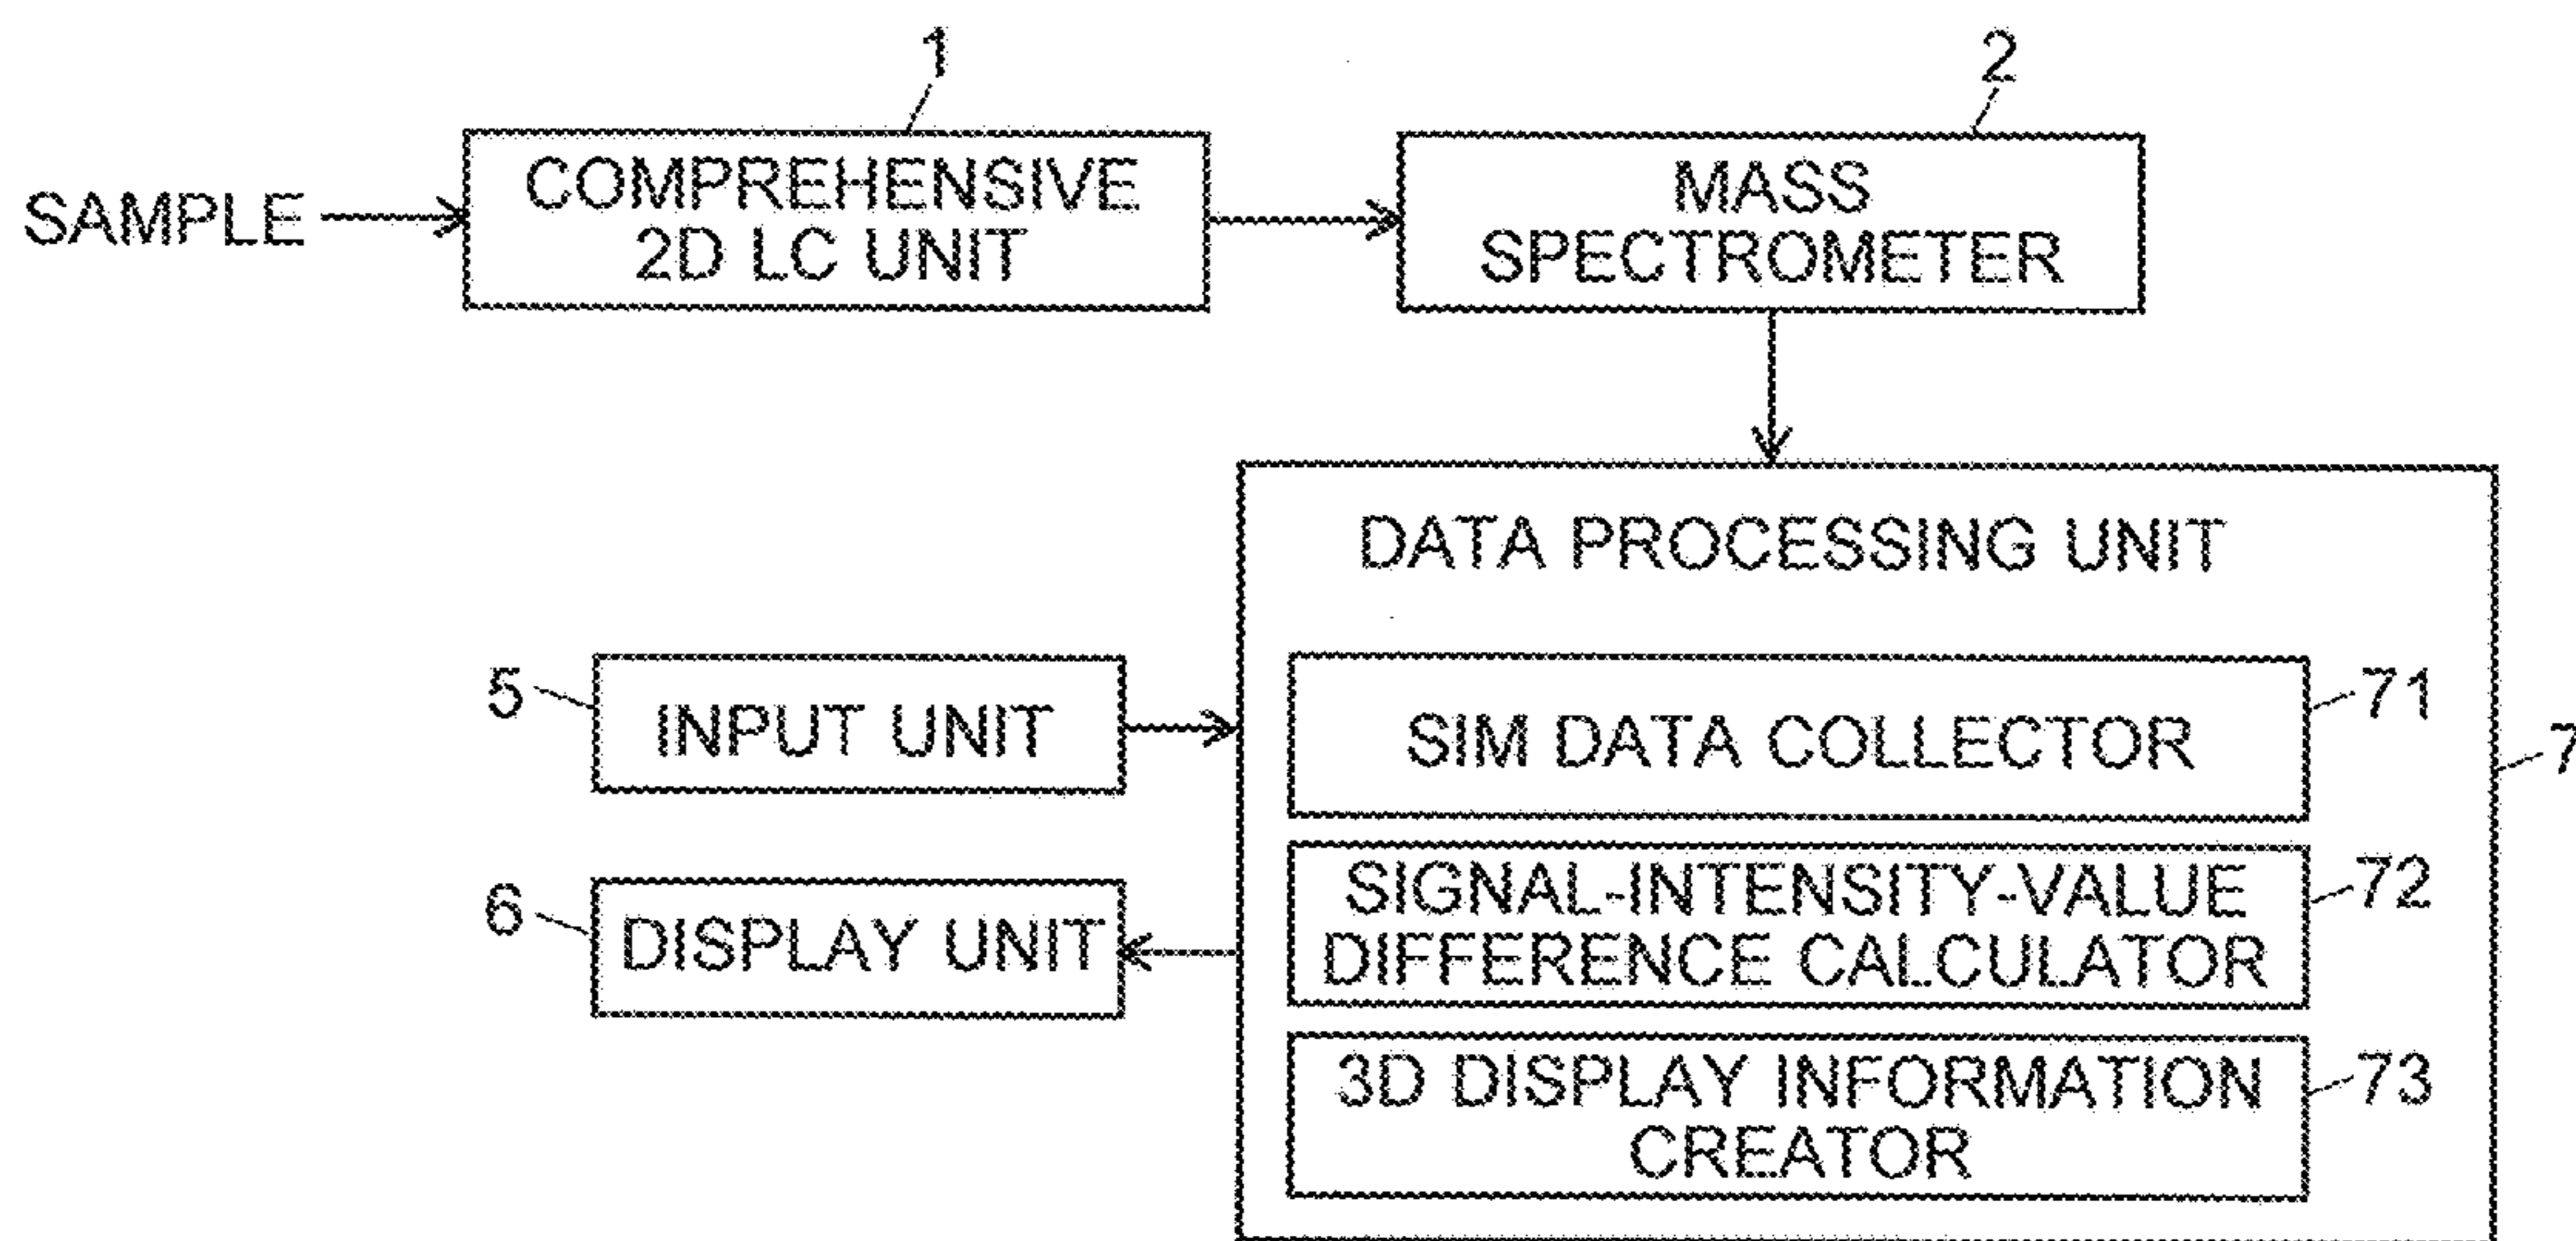 1
2
SAMPLE
COMPREHENSIVE
2D LC UNIT
MASS
SPECTROMETER
DATA PROCESSING UNIT
5
INPUT UNIT
6
DISPLAY UNIT
SIM DATA COLLECTOR
71
7
SIGNAL-INTENSITY-VALUE
DIFFERENCE CALCULATOR
72
3D DISPLAY INFORMATION
CREATOR
73